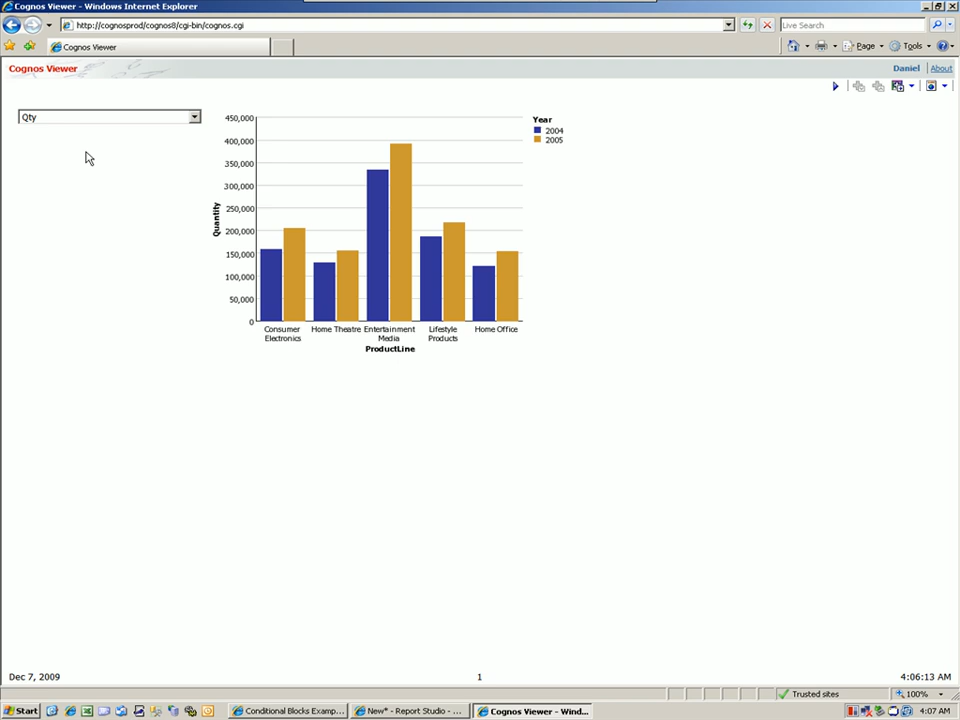 Cognos Viewer - Windows Internet Explorer
http://cognosprod/cognos8/cgi-bin/cognos.cgi
Live Search
Cognos Viewer
Page
Tools
Cognos Viewer
Daniel
About
Qty
450,000
400,000
350,000
300,000
250,000
200,000
150,000
100,000
50,000
0
Quantity
Consumer Electronics
Home Theatre
Entertainment Media
Lifestyle Products
Home Office
ProductLine
Year
2004
2005
Dec 7, 2009
1
4:06:13 AM
Trusted sites
100%
Start
Conditional Blocks Examp...
New* - Report Studio - ...
Cognos Viewer - Wind...
4:07 AM